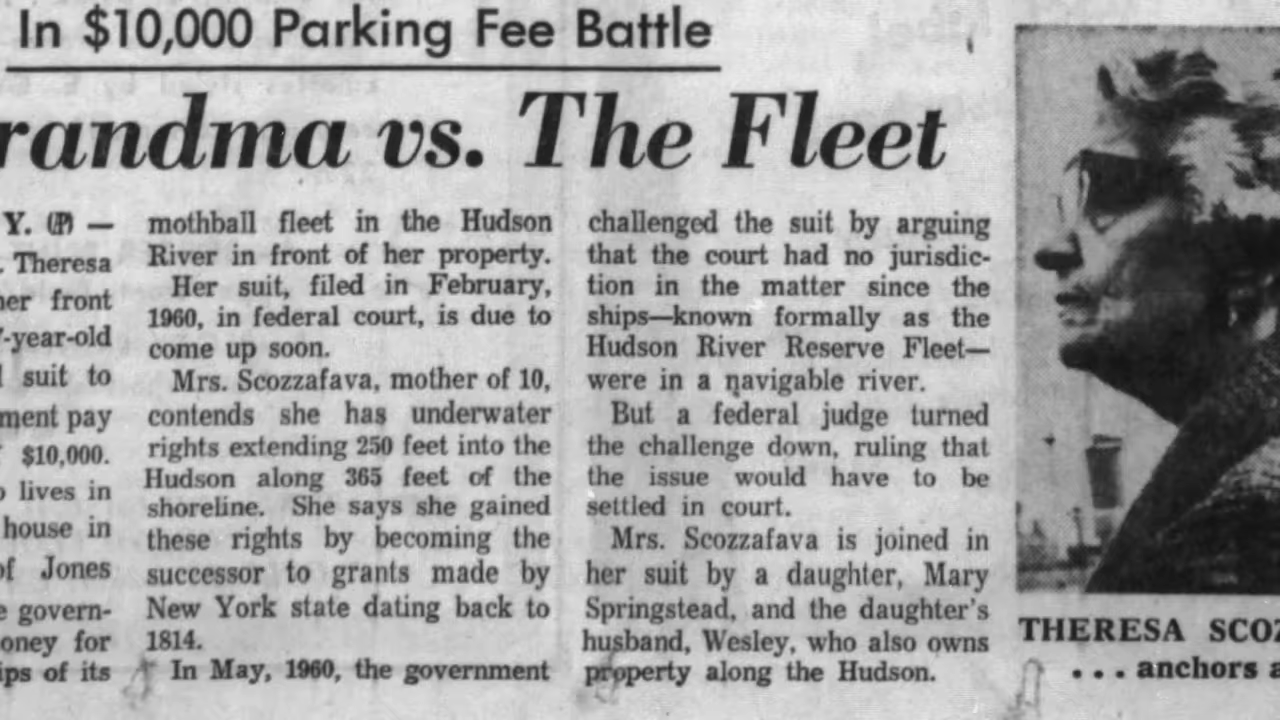 In $10,000 Parking Fee Battle
randma vs. The Fleet
Y. (AP) —
. Theresa
her front
7-year-old
suit to
ment pay
$10,000.
lives in
house in
of Jones
e govern-
oney for
ips of its
mothball fleet in the Hudson
River in front of her property.
Her suit, filed in February,
1960, in federal court, is due to
come up soon.
Mrs. Scozzafava, mother of 10,
contends she has underwater
rights extending 250 feet into the
Hudson along 365 feet of the
shoreline. She says she gained
these rights by becoming the
successor to grants made by
New York state dating back to
1814.
In May, 1960, the government
challenged the suit by arguing
that the court had no jurisdic-
tion in the matter since the
ships—known formally as the
Hudson River Reserve Fleet—
were in a navigable river.
But a federal judge turned
the challenge down, ruling that
the issue would have to be
settled in court.
Mrs. Scozzafava is joined in
her suit by a daughter, Mary
Springstead, and the daughter's
husband, Wesley, who also owns
property along the Hudson.
THERESA SCOZ
. . . anchors a